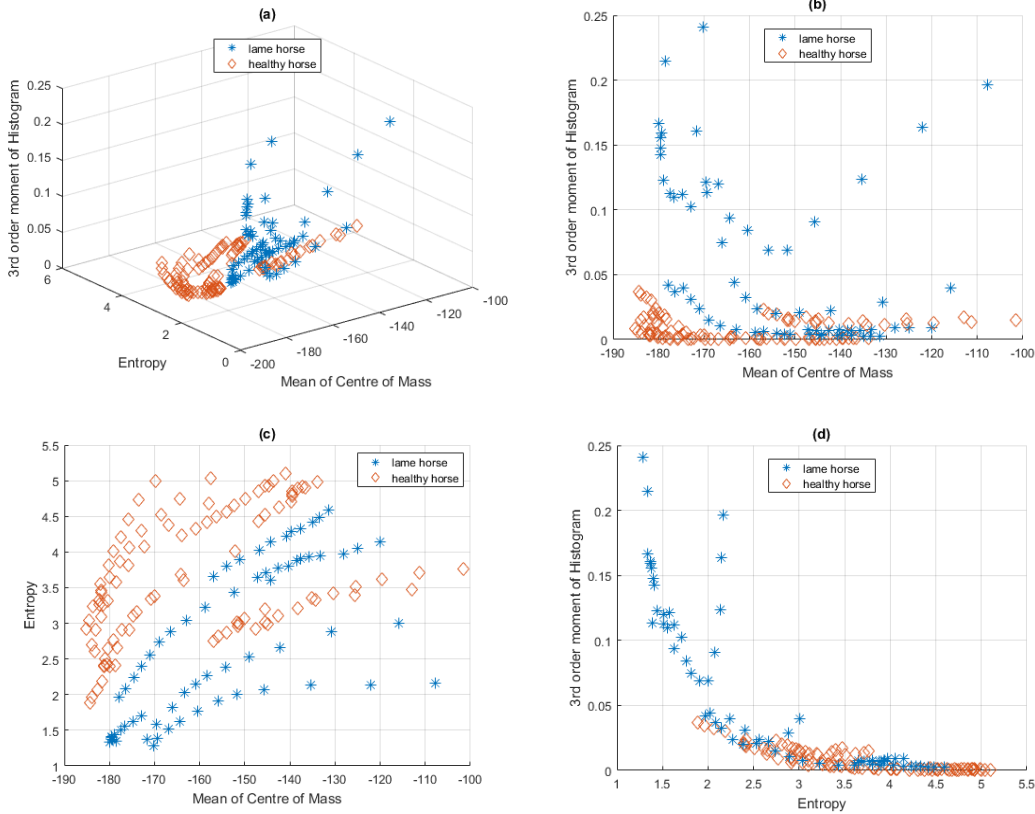 (a)
lame horse
healthy horse
3rd order moment of Histogram
0.25
0.2
0.15
0.1
0.05
0
6
4
2
0
Entropy
-200
-180
-160
-140
-120
-100
Mean of Centre of Mass
(b)
lame horse
healthy horse
3rd order moment of Histogram
0.25
0.2
0.15
0.1
0.05
0
-190 -180 -170 -160 -150 -140 -130 -120 -110 -100
Mean of Centre of Mass
(c)
lame horse
healthy horse
Entropy
5.5
5
4.5
4
3.5
3
2.5
2
1.5
1
-190 -180 -170 -160 -150 -140 -130 -120 -110 -100
Mean of Centre of Mass
(d)
lame horse
healthy horse
3rd order moment of Histogram
0.25
0.2
0.15
0.1
0.05
0
1 1.5 2 2.5 3 3.5 4 4.5 5 5.5
Entropy